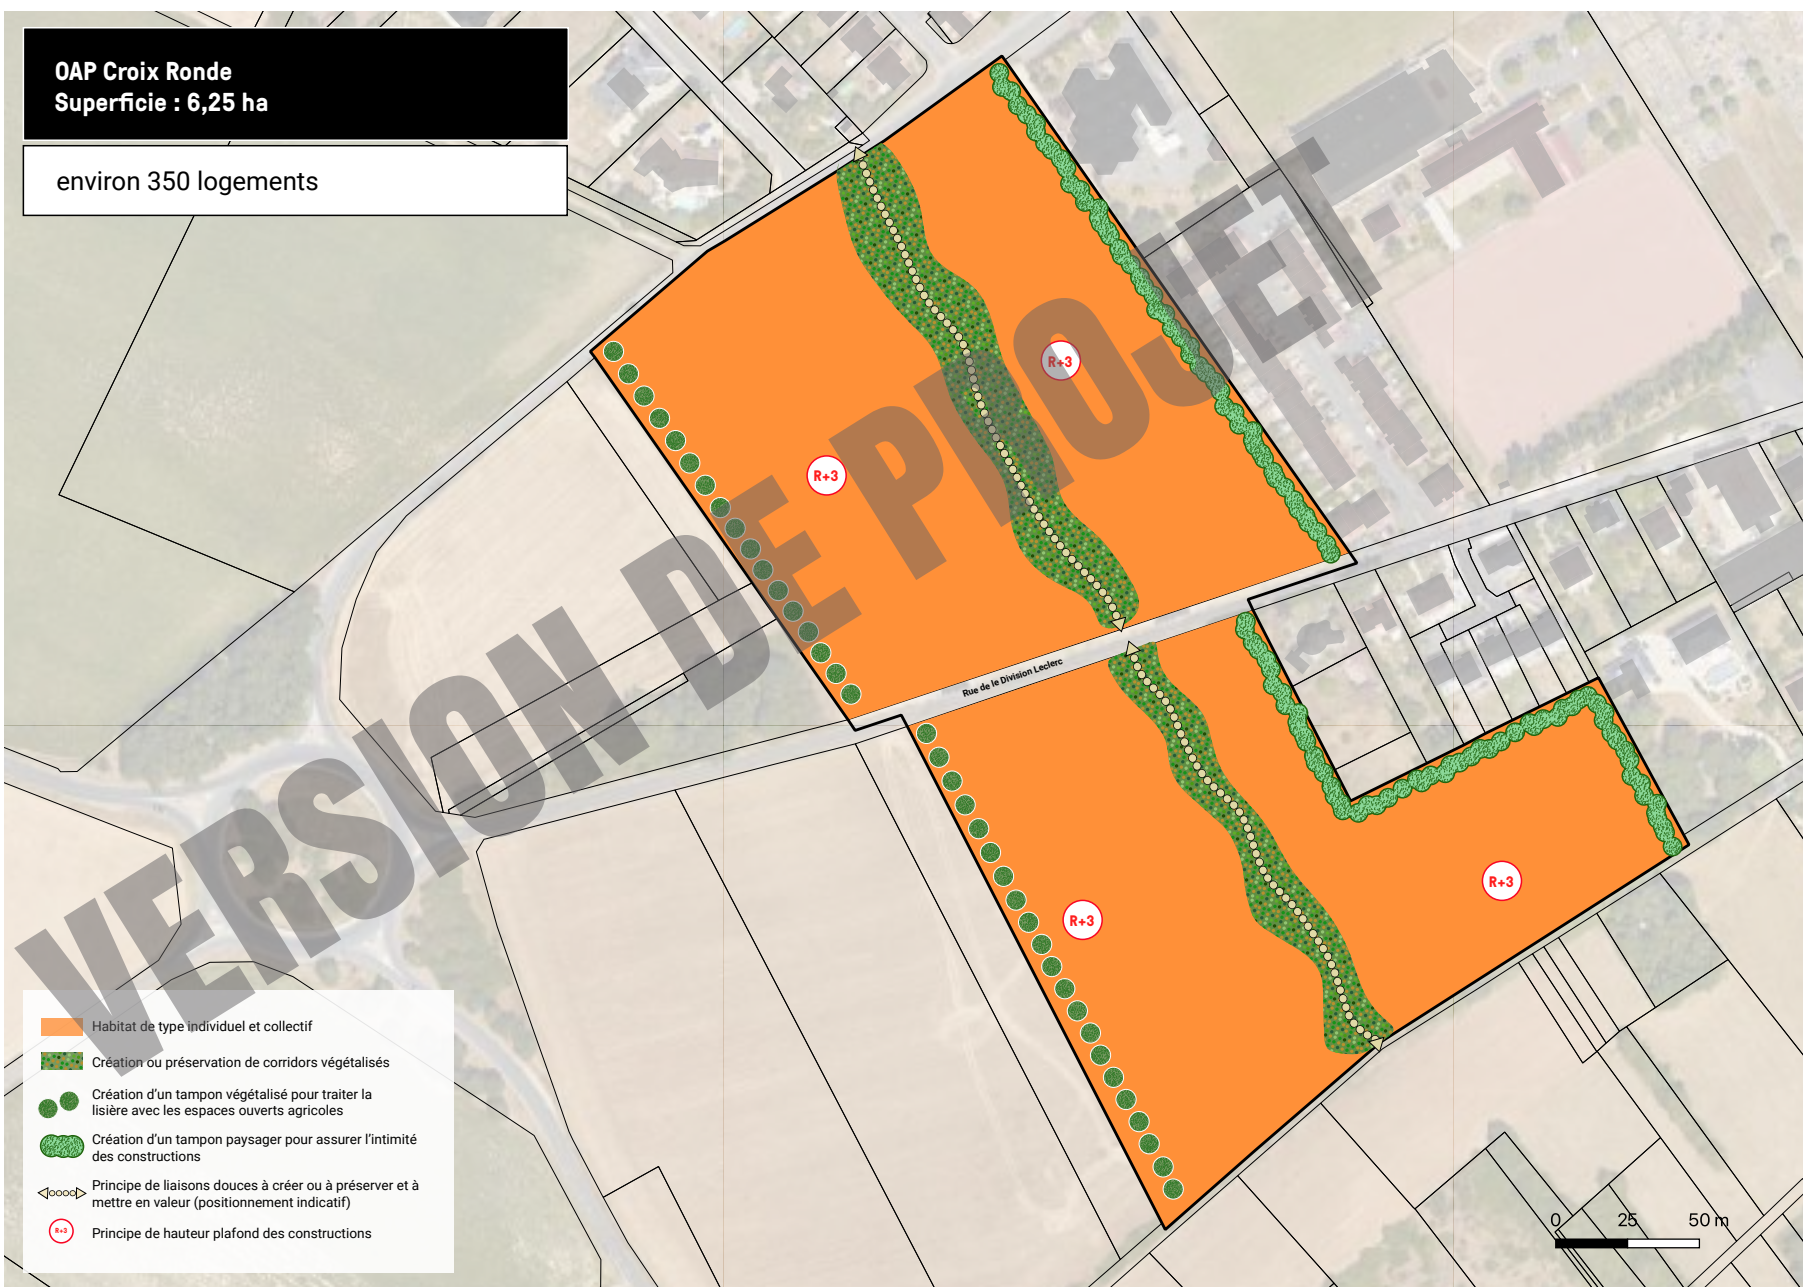 OAP Croix Ronde
Superficie : 6,25 ha
environ 350 logements
R+3
R+3
Rue de le Division Leclerc
R+3
R+3
VERSION DE PROJET
Habitat de type individuel et collectif
Création ou préservation de corridors végétalisés
Création d'un tampon végétalisé pour traiter la
lisière avec les espaces ouverts agricoles
Création d'un tampon paysager pour assurer l'intimité
des constructions
Principe de liaisons douces à créer ou à préserver et à
mettre en valeur (positionnement indicatif)
R+3
Principe de hauteur plafond des constructions
0 25 50 m